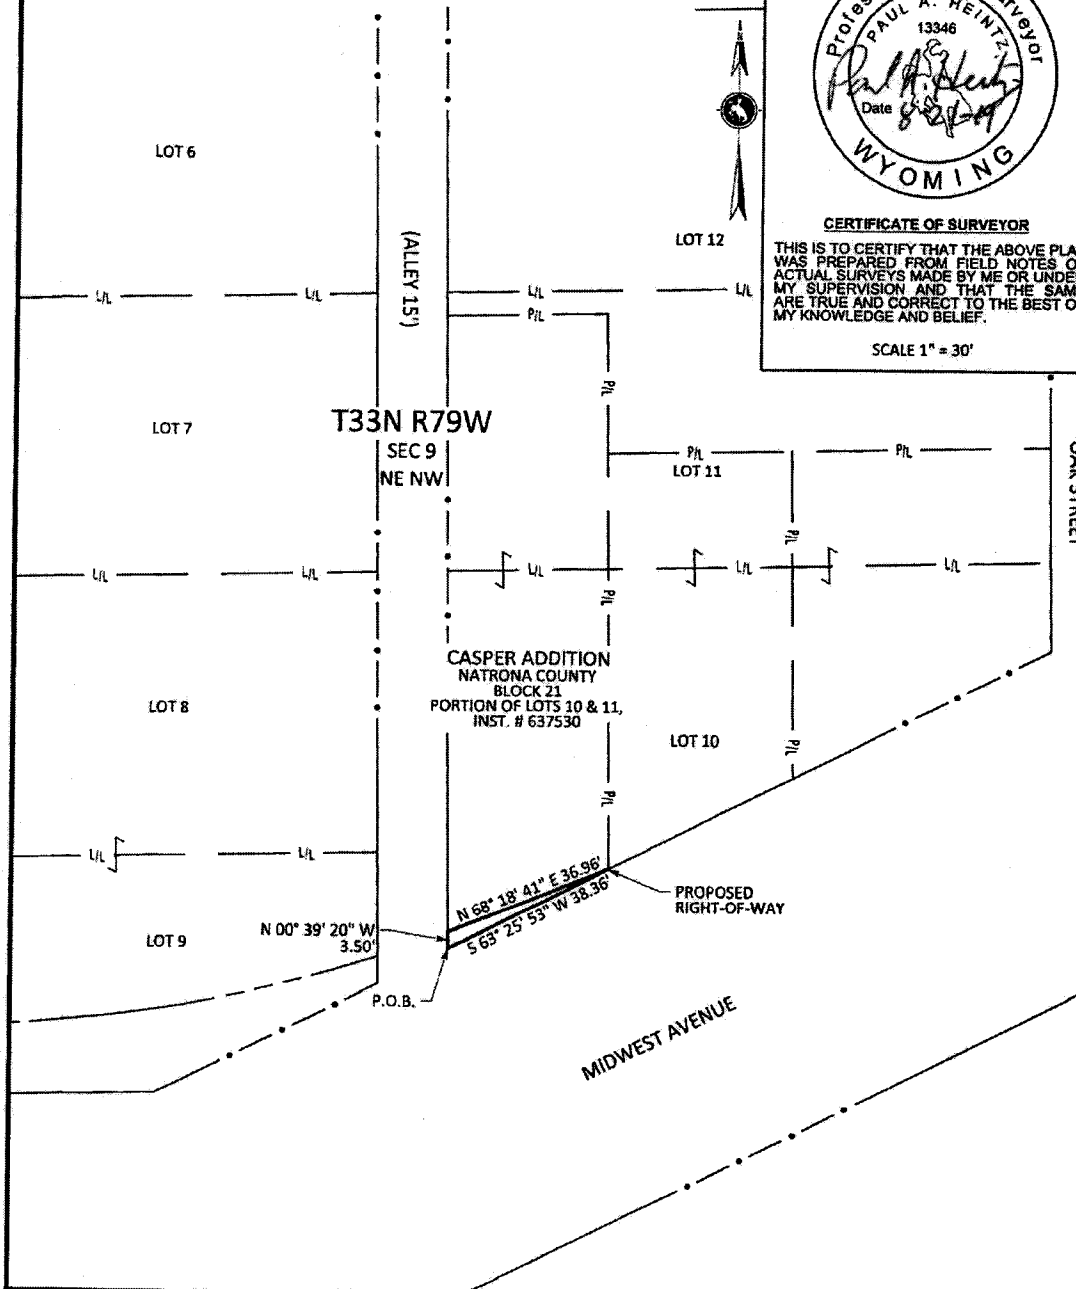 PAUL A. HEINTZ
13346
Paul A. Heintz
Date 8-21-19
WYOMING
LOT 6
(ALLEY 15')
LOT 12
CERTIFICATE OF SURVEYOR
THIS IS TO CERTIFY THAT THE ABOVE PLA
WAS PREPARED FROM FIELD NOTES O
ACTUAL SURVEYS MADE BY ME OR UNDE
MY SUPERVISION AND THAT THE SAM
ARE TRUE AND CORRECT TO THE BEST O
MY KNOWLEDGE AND BELIEF.
SCALE 1" = 30'
L/L
L/L
L/L
L/L
P/L
P/L
LOT 7
T33N R79W
SEC 9
NE NW
P/L
P/L
LOT 11
P/L
L/L
L/L
L/L
L/L
L/L
P/L
CASPER ADDITION
NATRONA COUNTY
BLOCK 21
PORTION OF LOTS 10 & 11,
INST. # 637530
LOT 8
LOT 10
P/L
P/L
L/L
L/L
N 68° 18' 41" E 36.96'
S 63° 25' 53" W 38.36'
PROPOSED
RIGHT-OF-WAY
N 00° 39' 20" W
3.50'
LOT 9
P.O.B.
MIDWEST AVENUE